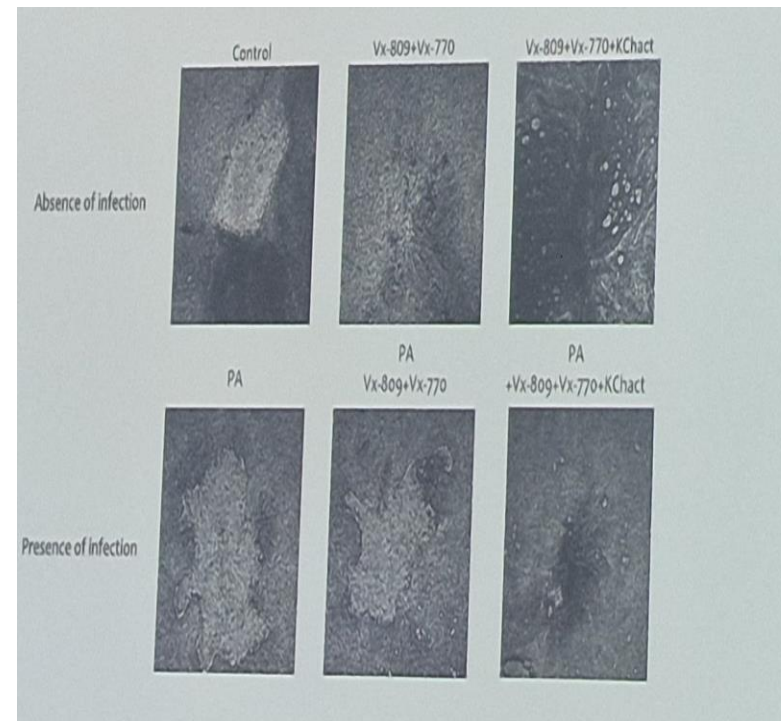 Control
Vx-809+Vx-770
Vx-809+Vx-770+KChact
Absence of infection
PA
PA
Vx-809+Vx-770
PA
+Vx-809+Vx-770+KChact
Presence of infection